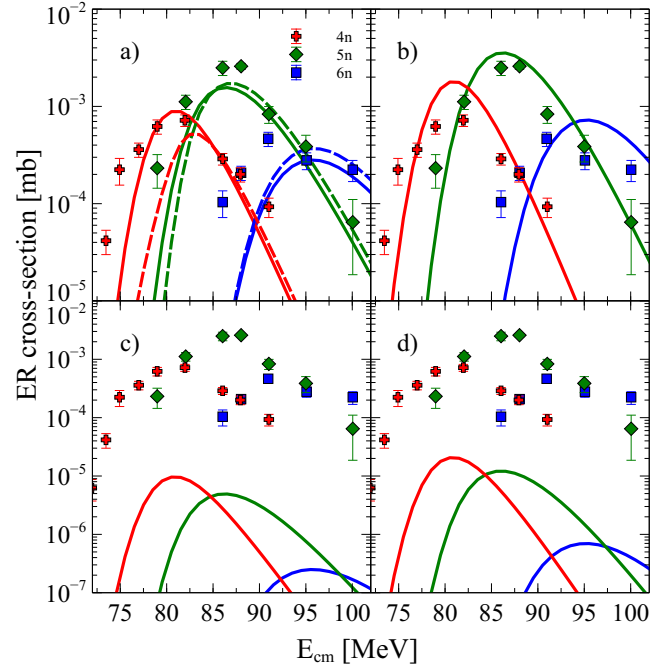 10⁻²
a)
4n
5n
6n
b)
10⁻³
10⁻⁴
10⁻⁵
ER cross-section [mb]
10⁻²
c)
d)
10⁻³
10⁻⁴
10⁻⁵
10⁻⁶
10⁻⁷
75 80 85 90 95 100 75 80 85 90 95 100
E_cm [MeV]